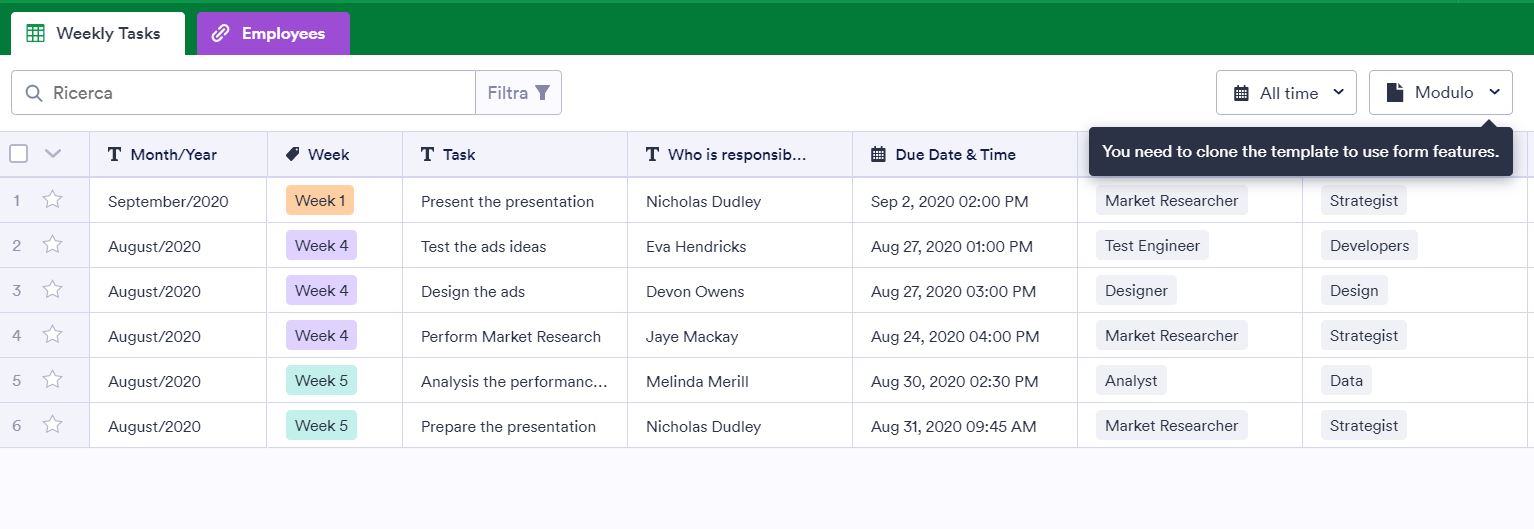 Weekly Tasks Employees
Ricerca Filtra All time Modulo
Month/Year Week Task Who is responsib... Due Date & Time You need to clone the template to use form features.
1 September/2020 Week 1 Present the presentation Nicholas Dudley Sep 2, 2020 02:00 PM Market Researcher Strategist
2 August/2020 Week 4 Test the ads ideas Eva Hendricks Aug 27, 2020 01:00 PM Test Engineer Developers
3 August/2020 Week 4 Design the ads Devon Owens Aug 27, 2020 03:00 PM Designer Design
4 August/2020 Week 4 Perform Market Research Jaye Mackay Aug 24, 2020 04:00 PM Market Researcher Strategist
5 August/2020 Week 5 Analysis the performanc... Melinda Merill Aug 30, 2020 02:30 PM Analyst Data
6 August/2020 Week 5 Prepare the presentation Nicholas Dudley Aug 31, 2020 09:45 AM Market Researcher Strategist